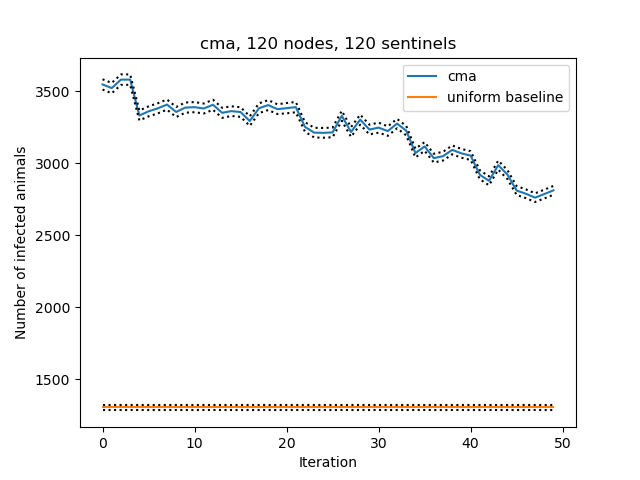 cma, 120 nodes, 120 sentinels
cma
uniform baseline
Number of infected animals
3500
3000
2500
2000
1500
0 10 20 30 40 50
Iteration